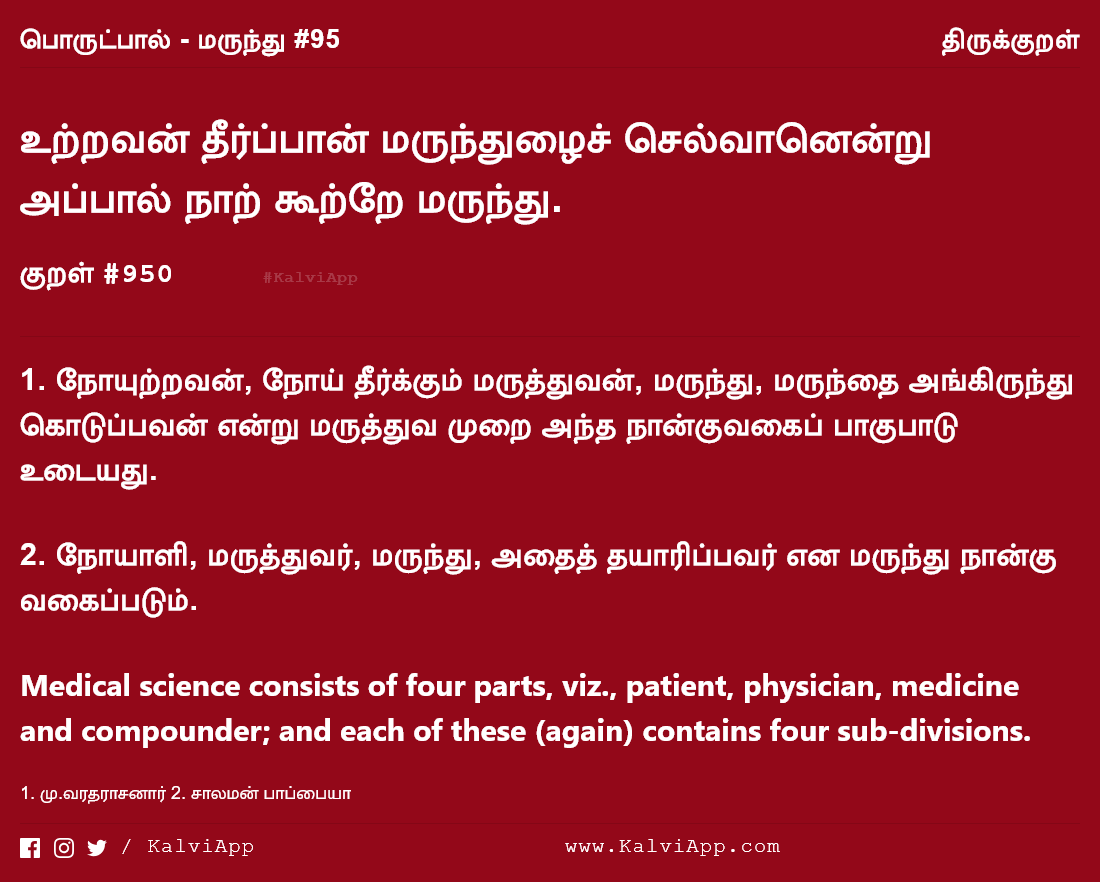 பொருட்பால் - மருந்து #95
திருக்குறள்
உற்றவன் தீர்ப்பான் மருந்துழைச் செல்வானென்று
அப்பால் நாற் கூற்றே மருந்து.
குறள் #950
#KalviApp
1. நோயுற்றவன், நோய் தீர்க்கும் மருத்துவன், மருந்து, மருந்தை அங்கிருந்து
கொடுப்பவன் என்று மருத்துவ முறை அந்த நான்குவகைப் பாகுபாடு
உடையது.
2. நோயாளி, மருத்துவர், மருந்து, அதைத் தயாரிப்பவர் என மருந்து நான்கு
வகைப்படும்.
Medical science consists of four parts, viz., patient, physician, medicine
and compounder; and each of these (again) contains four sub-divisions.
1. மு.வரதராசனார் 2. சாலமன் பாப்பையா
/ KalviApp
www.KalviApp.com